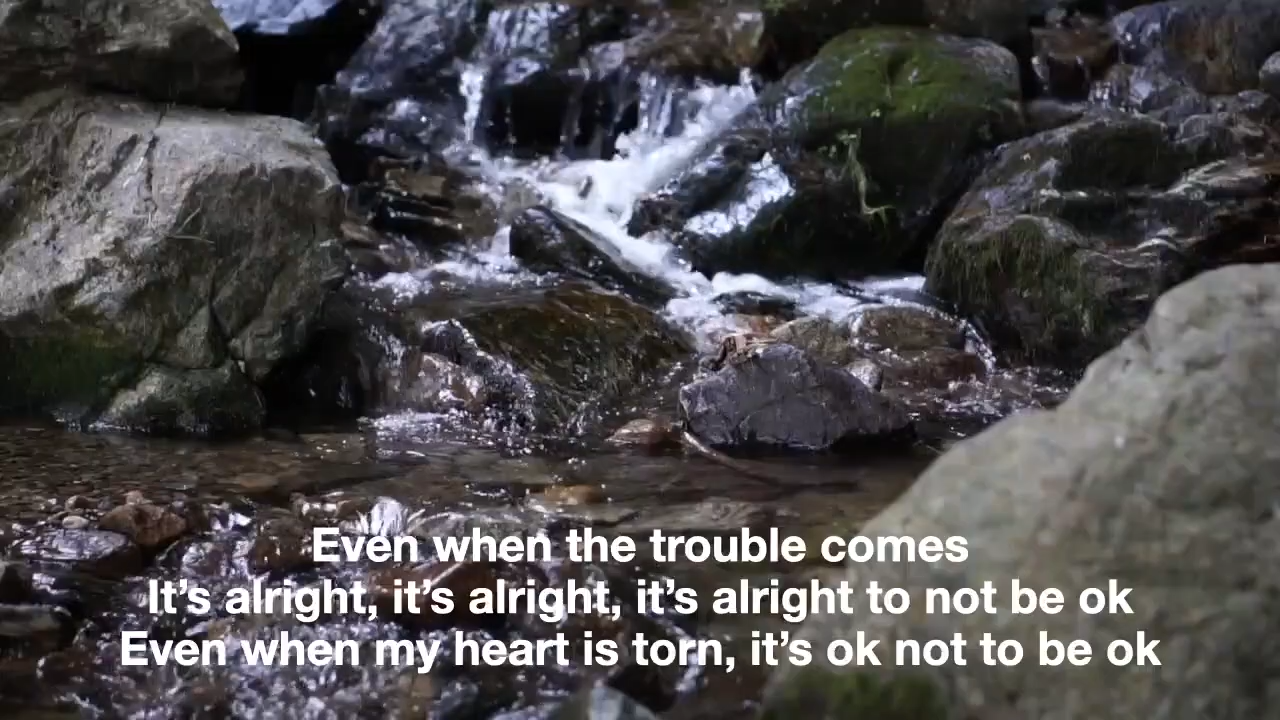 Even when the trouble comes
It’s alright, it’s alright, it’s alright to not be ok
Even when my heart is torn, it’s ok not to be ok